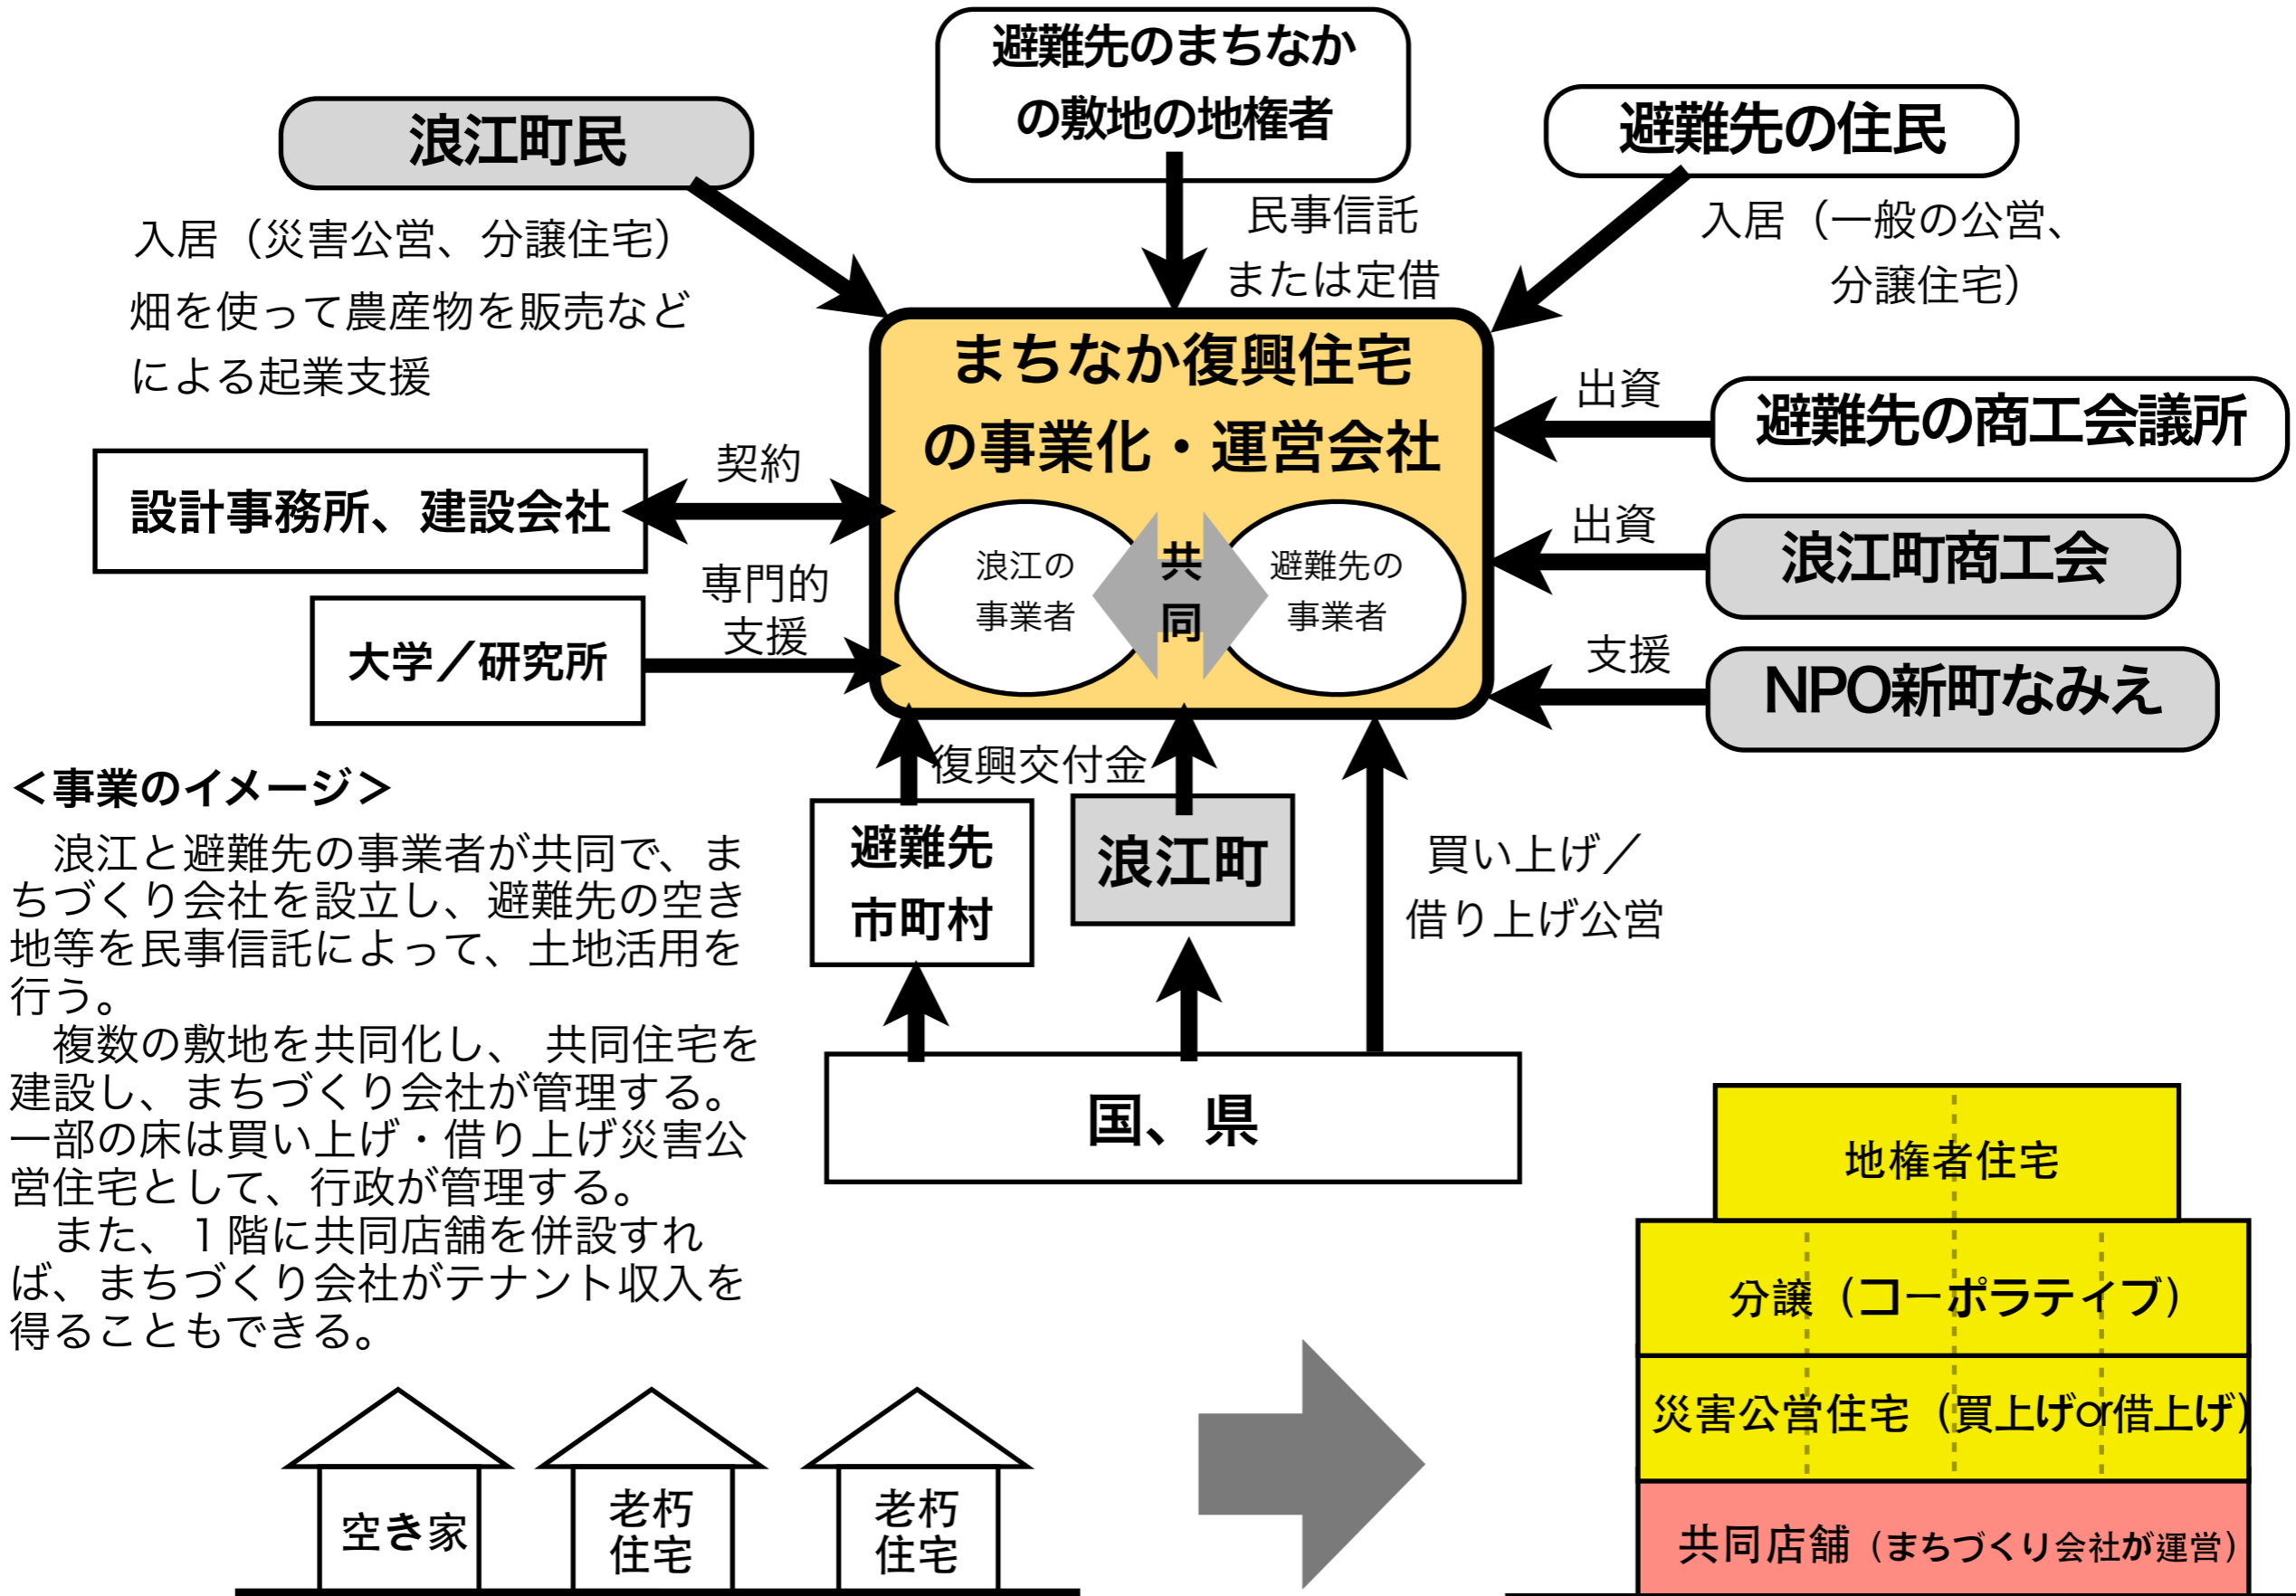 避難先のまちなか
の敷地の地権者
浪江町民
避難先の住民
入居（災害公営、分譲住宅）
畑を使って農産物を販売など
による起業支援
民事信託
または定借
入居（一般の公営、
分譲住宅）
まちなか復興住宅
の事業化・運営会社
出資
避難先の商工会議所
契約
設計事務所、建設会社
浪江の
事業者
共
同
避難先の
事業者
出資
浪江町商工会
専門的
支援
大学／研究所
支援
NPO新町なみえ
復興交付金
避難先
市町村
浪江町
買い上げ／
借り上げ公営
国、県
＜事業のイメージ＞
　浪江と避難先の事業者が共同で、ま
ちづくり会社を設立し、避難先の空き
地等を民事信託によって、土地活用を
行う。
　複数の敷地を共同化し、 共同住宅を
建設し、まちづくり会社が管理する。
一部の床は買い上げ・借り上げ災害公
営住宅として、行政が管理する。
　また、１階に共同店舗を併設すれ
ば、まちづくり会社がテナント収入を
得ることもできる。
空き家
老朽
住宅
老朽
住宅
地権者住宅
分譲（コーポラティブ）
災害公営住宅（買上げor借上げ）
共同店舗（まちづくり会社が運営）